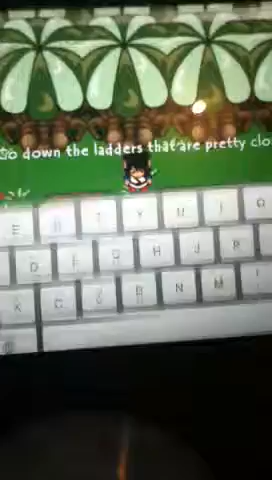 Go down the ladders that are pretty clo
E R T Y U I O
D F G H J K
X C V B N M !